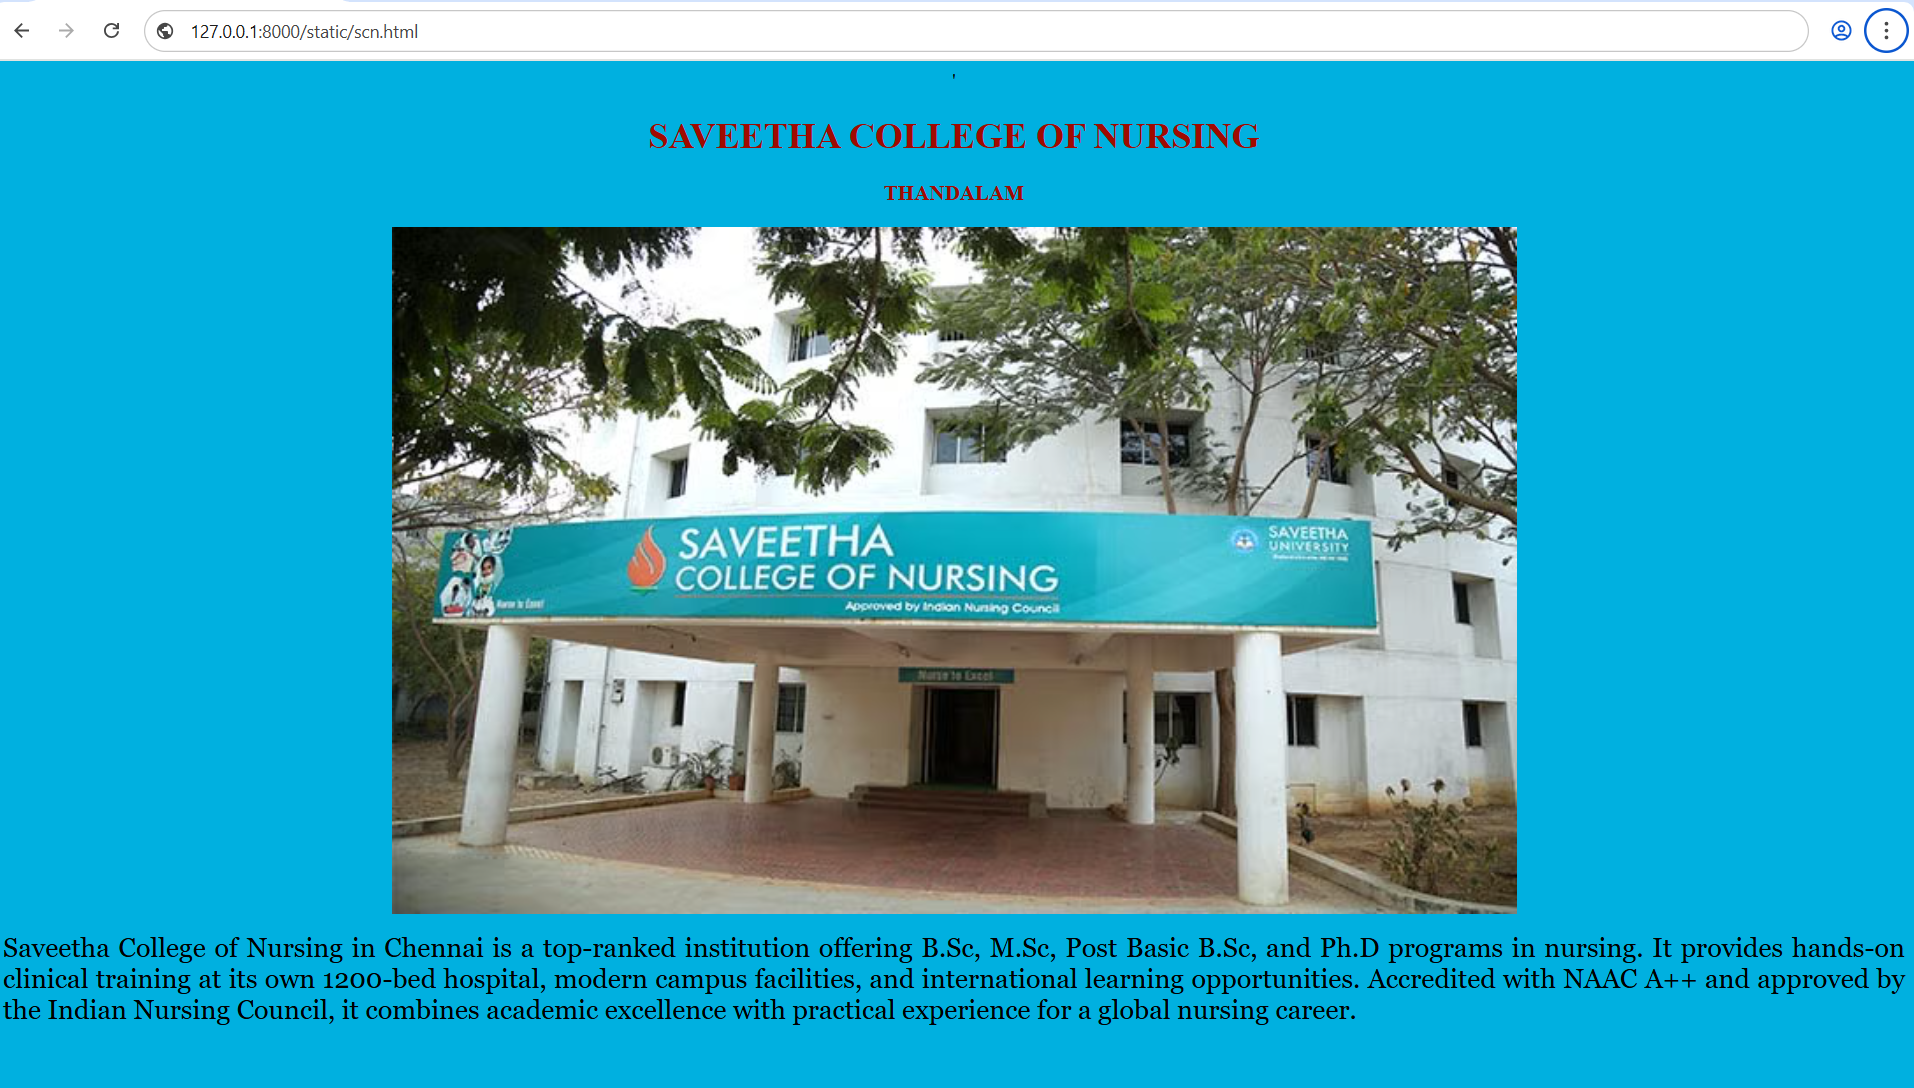 127.0.0.1:8000/static/scn.html
'
SAVEETHA COLLEGE OF NURSING
THANDALAM
SAVEETHA
COLLEGE OF NURSING
Approved by Indian Nursing Council
SAVEETHA
UNIVERSITY
Nurse to Excel
Nurse to Excel
Saveetha College of Nursing in Chennai is a top-ranked institution offering B.Sc, M.Sc, Post Basic B.Sc, and Ph.D programs in nursing. It provides hands-on
clinical training at its own 1200-bed hospital, modern campus facilities, and international learning opportunities. Accredited with NAAC A++ and approved by
the Indian Nursing Council, it combines academic excellence with practical experience for a global nursing career.